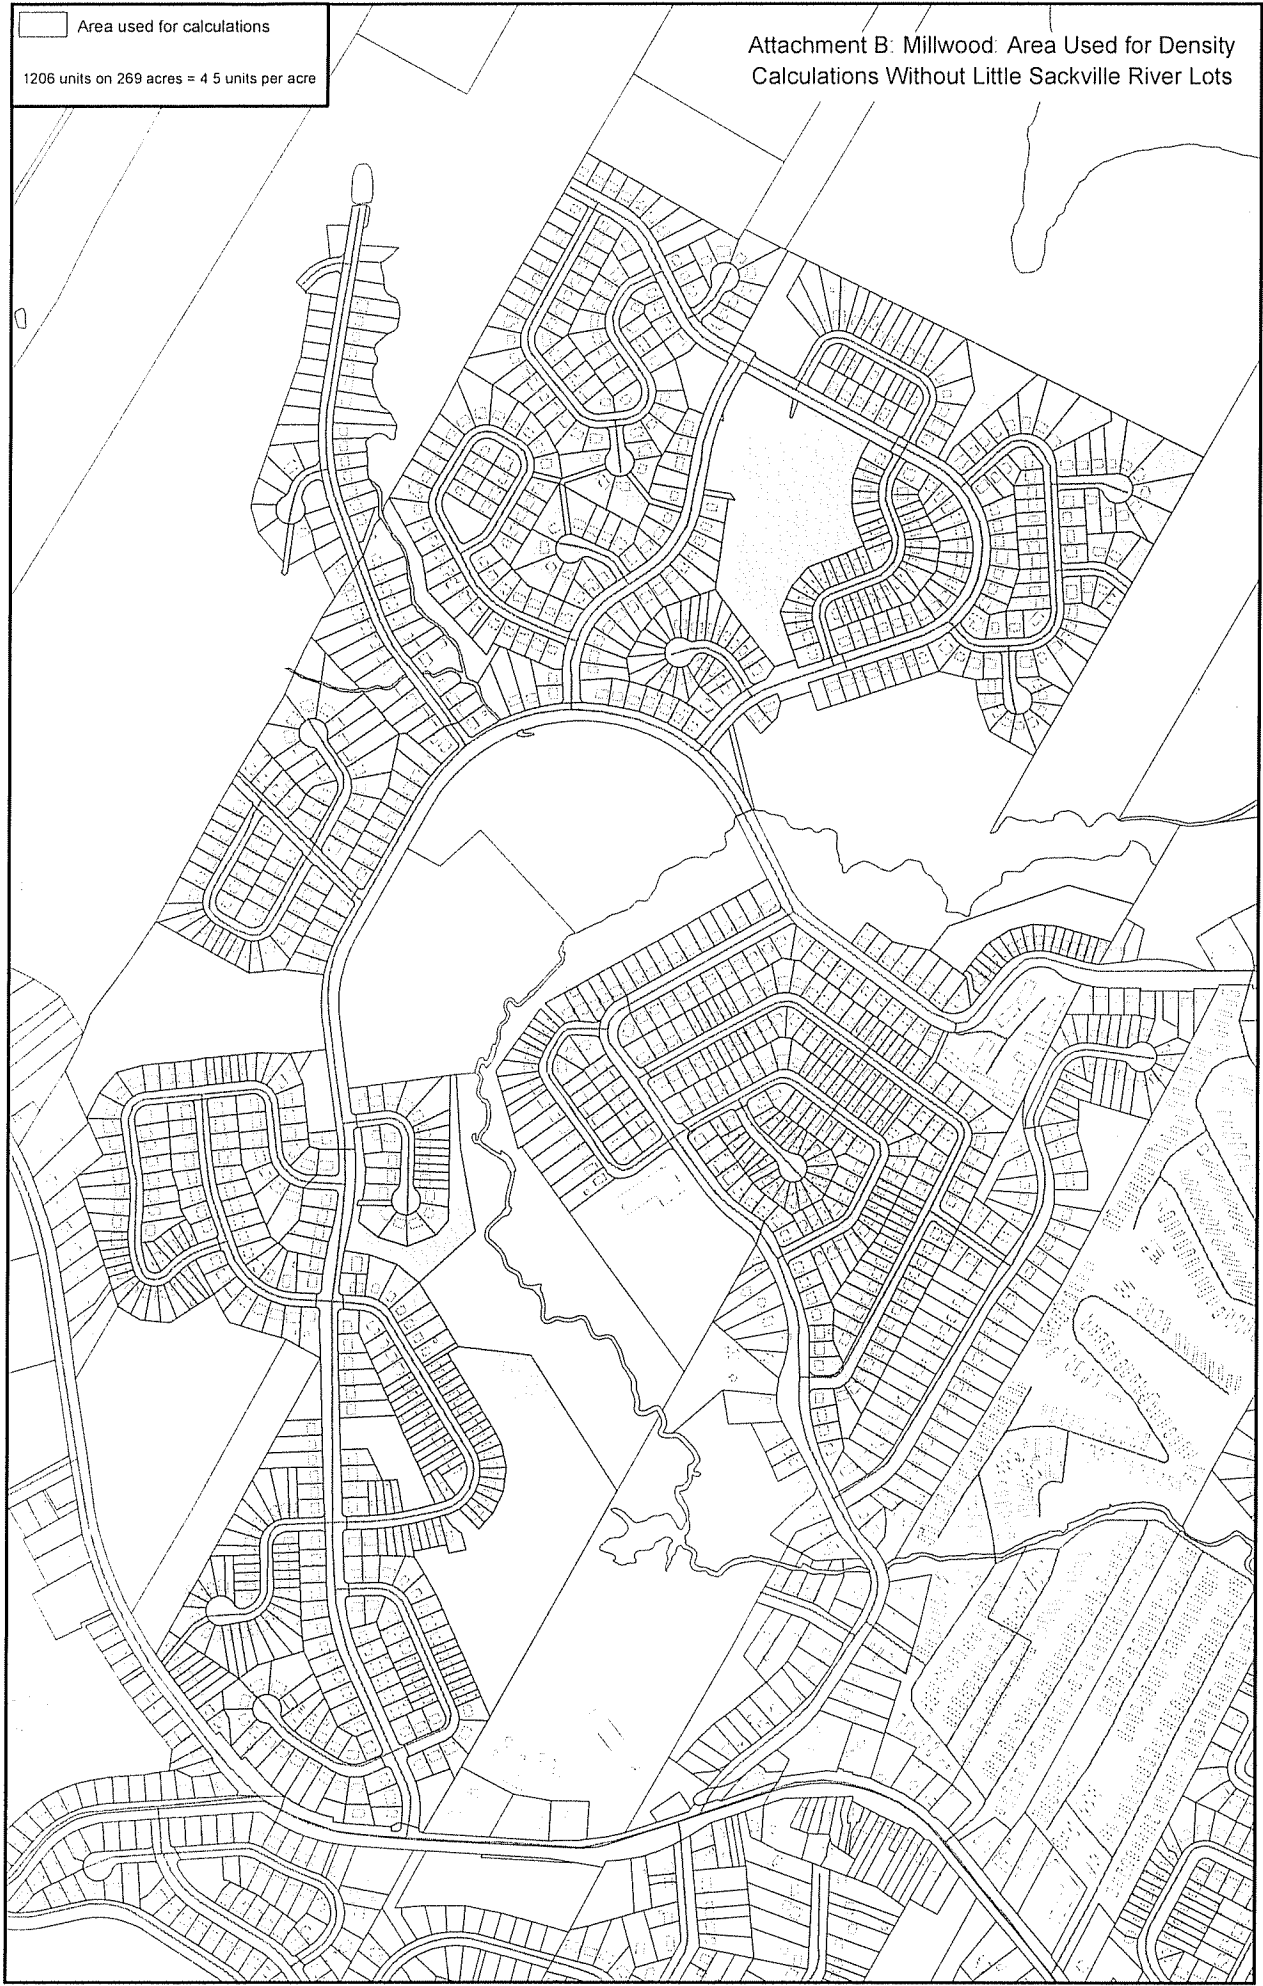 Area used for calculations
1206 units on 269 acres = 4 5 units per acre
Attachment B: Millwood: Area Used for Density
Calculations Without Little Sackville River Lots